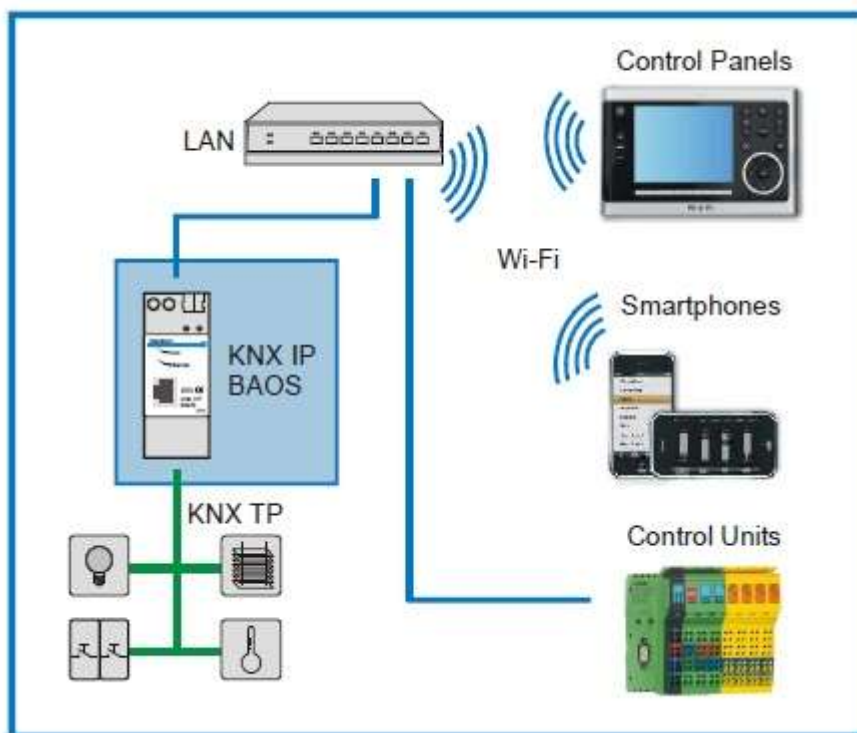 Control Panels
LAN
Wi-Fi
Smartphones
KNX IP
BAOS
KNX TP
Control Units